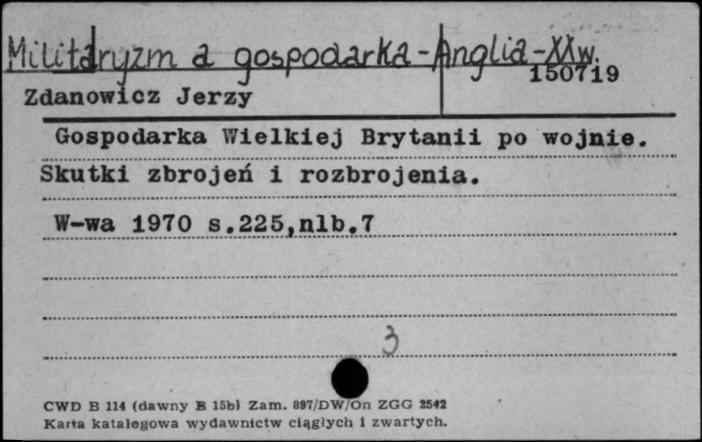 Militaryzm a gospodarka - Anglia - XX w.
150719
Zdanowicz Jerzy
Gospodarka Wielkiej Brytanii po wojnie.
Skutki zbrojeń i rozbrojenia.
W-wa 1970 s.225,nlb.7
3
CWD B 114 (dawny B 15b) Zam. 897/DW/On ZGG 2542
Karta katalogowa wydawnictw ciągłych i zwartych.